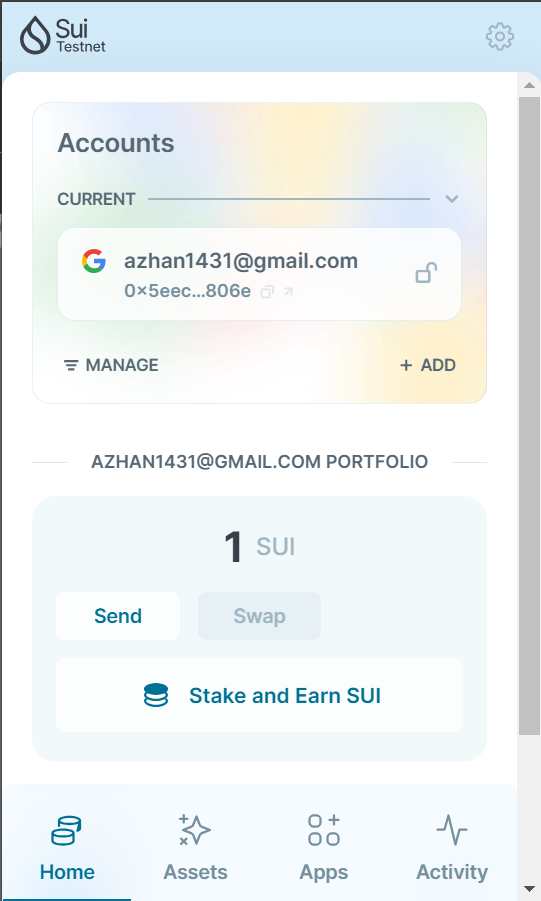 Sui
Testnet
Accounts
CURRENT
azhan1431@gmail.com
0×5eec...806e
MANAGE
+ ADD
AZHAN1431@GMAIL.COM PORTFOLIO
1 SUI
Send
Swap
Stake and Earn SUI
Home
Assets
Apps
Activity